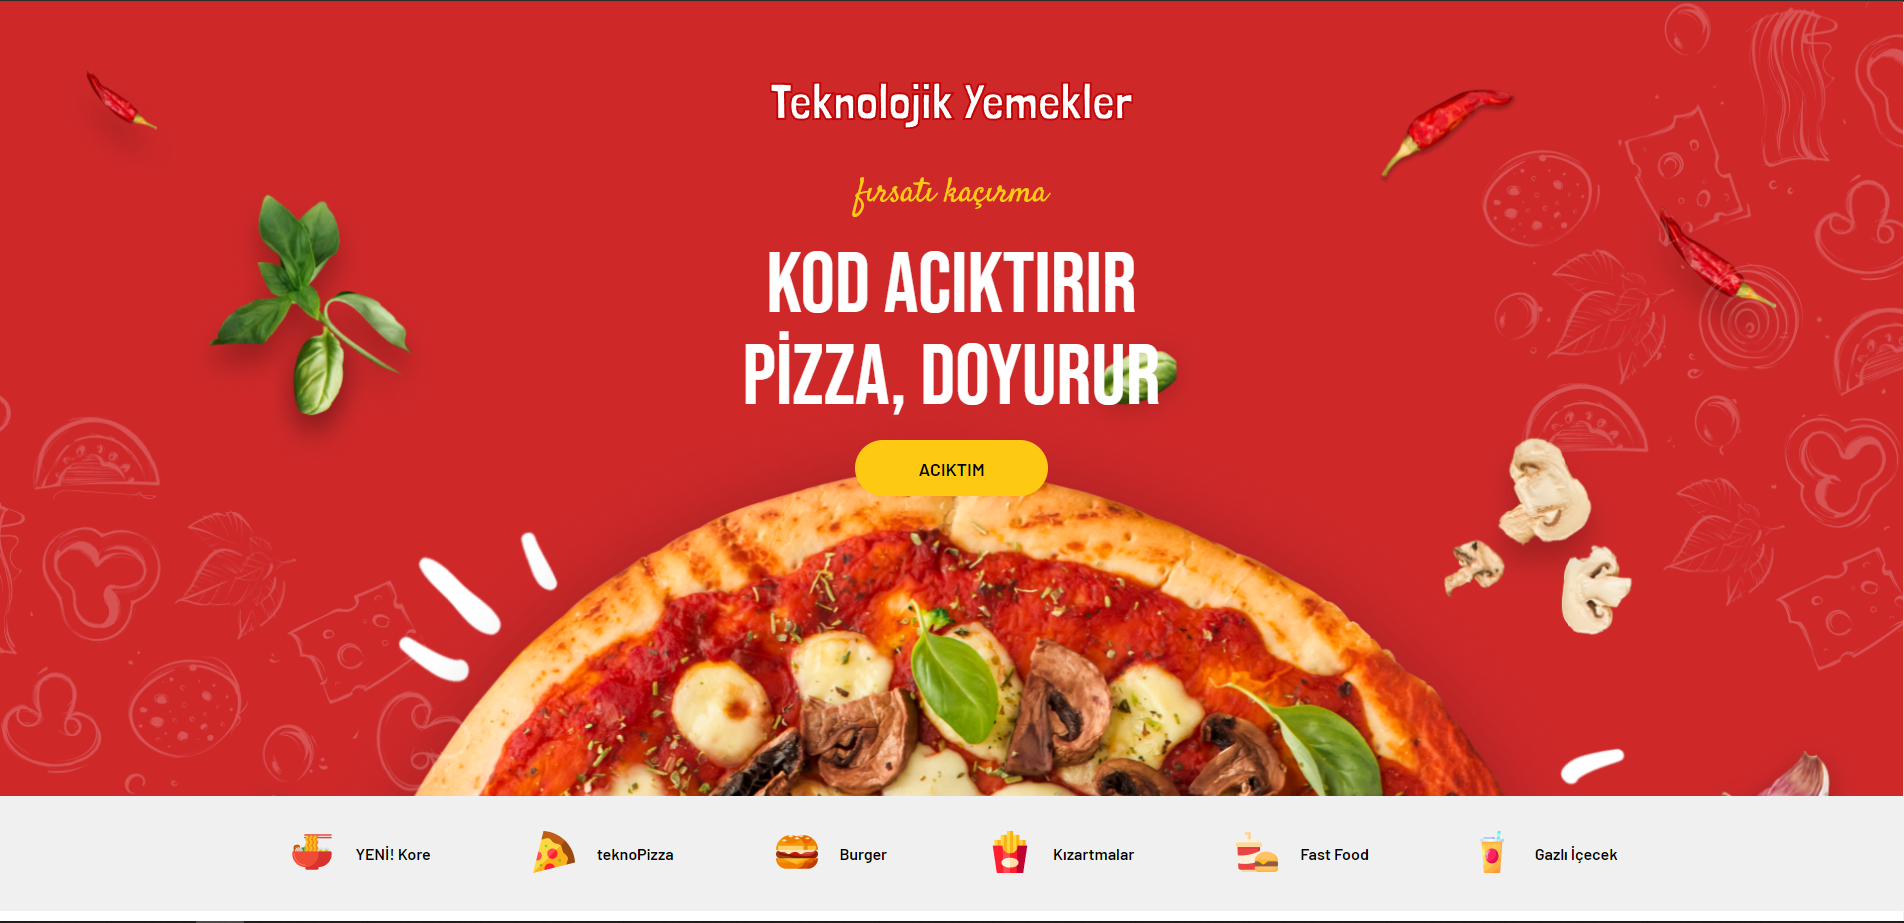 Teknolojik Yemekler
fırsatı kaçırma
KOD ACIKTIRIR
PİZZA, DOYURUR
ACIKTIM
YENİ! Kore
teknoPizza
Burger
Kızartmalar
Fast Food
Gazlı İçecek